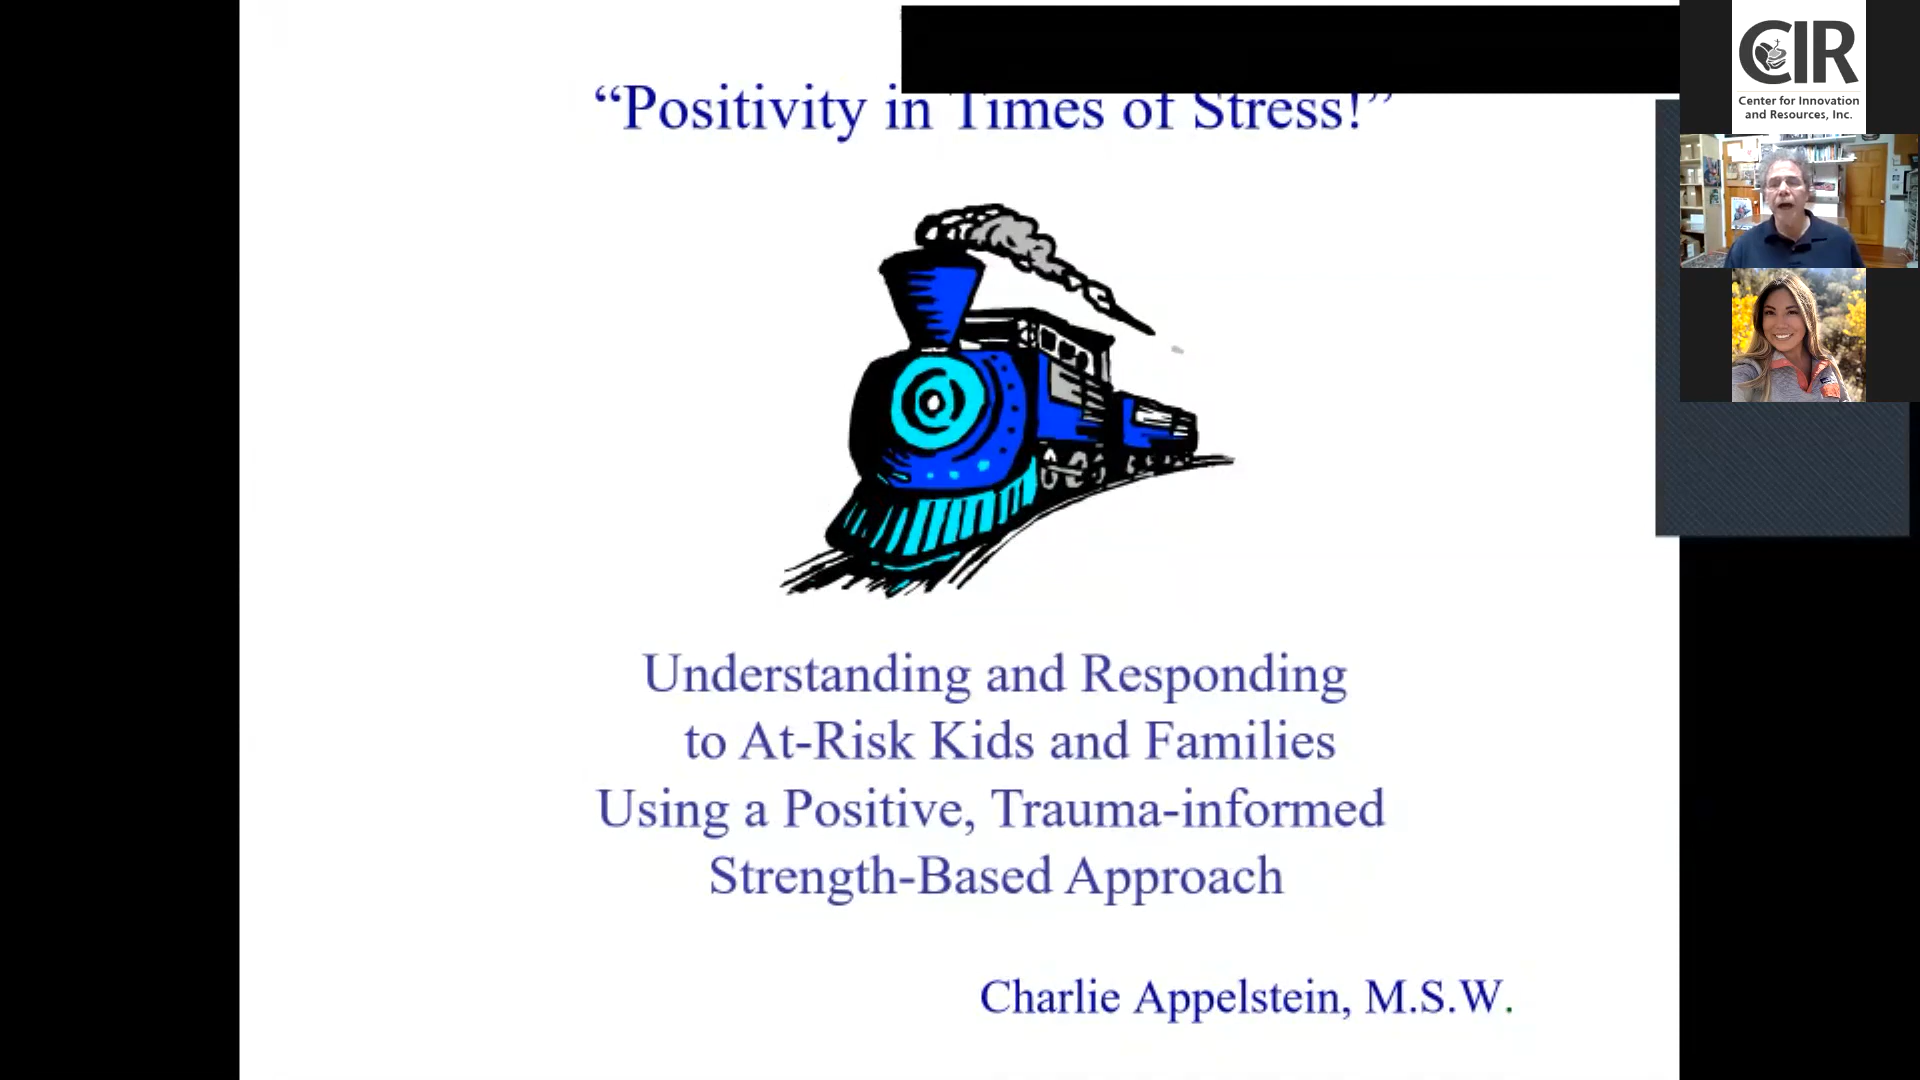 “Positivity in Times of Stress!”
CIR
Center for Innovation
and Resources, Inc.
Understanding and Responding
to At-Risk Kids and Families
Using a Positive, Trauma-informed
Strength-Based Approach
Charlie Appelstein, M.S.W.